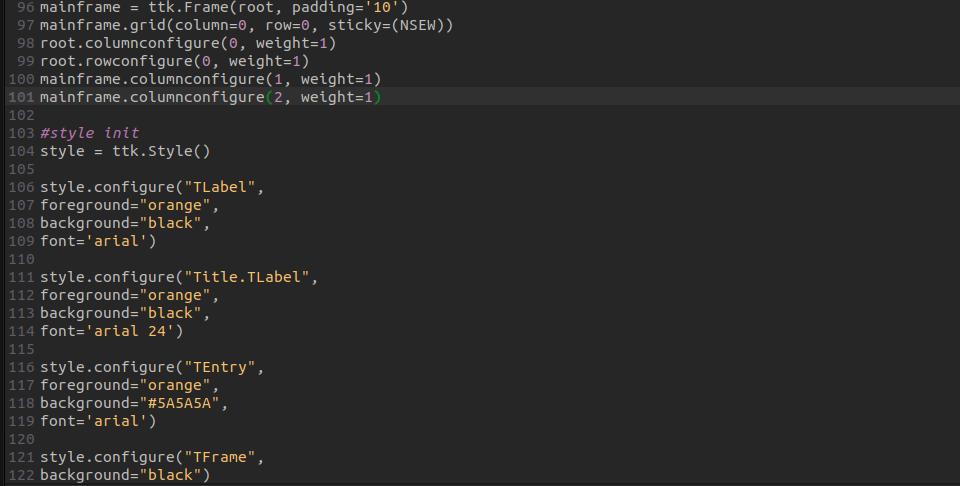 96 mainframe = ttk.Frame(root, padding='10')
97 mainframe.grid(column=0, row=0, sticky=(NSEW))
98 root.columnconfigure(0, weight=1)
99 root.rowconfigure(0, weight=1)
100 mainframe.columnconfigure(1, weight=1)
101 mainframe.columnconfigure(2, weight=1)
102
103 #style init
104 style = ttk.Style()
105
106 style.configure("TLabel",
107 foreground="orange",
108 background="black",
109 font='arial')
110
111 style.configure("Title.TLabel",
112 foreground="orange",
113 background="black",
114 font='arial 24')
115
116 style.configure("TEntry",
117 foreground="orange",
118 background="#5A5A5A",
119 font='arial')
120
121 style.configure("TFrame",
122 background="black")